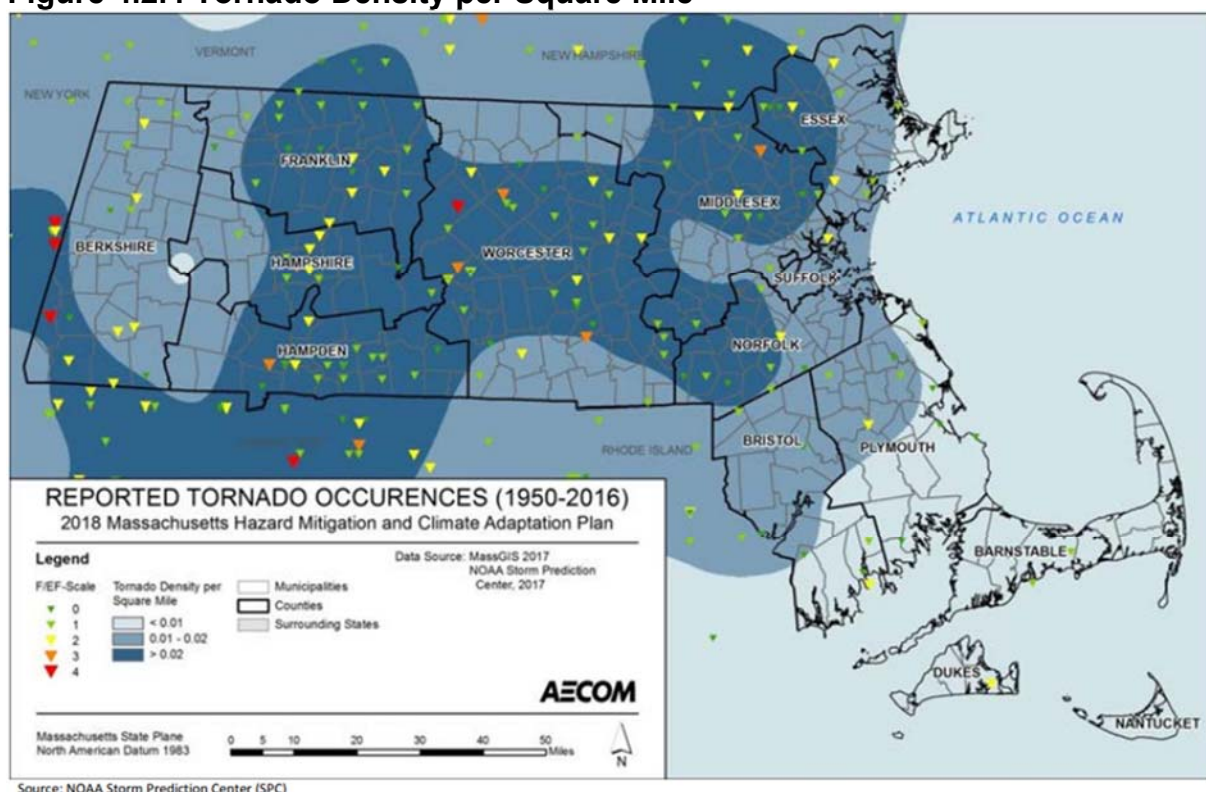 Figure 4.2.4 Tornado Density per Square Mile
VERMONT
NEW HAMPSHIRE
NEW YORK
ESSEX
FRANKLIN
MIDDLESEX
ATLANTIC OCEAN
BERKSHIRE
WORCESTER
HAMPSHIRE
SUFFOLK
NORFOLK
HAMPDEN
BRISTOL
PLYMOUTH
RHODE ISLAND
BARNSTABLE
DUKES
NANTUCKET
REPORTED TORNADO OCCURENCES (1950-2016)
2018 Massachusetts Hazard Mitigation and Climate Adaptation Plan
Legend
Data Source: MassGIS 2017
NOAA Storm Prediction
Center, 2017
F/EF-Scale
0
1
2
3
4
Tornado Density per
Square Mile
< 0.01
0.01 - 0.02
> 0.02
Municipalities
Counties
Surrounding States
AECOM
Massachusetts State Plane
North American Datum 1983
0 5 10 20 30 40 50
Miles
N
Source: NOAA Storm Prediction Center (SPC)